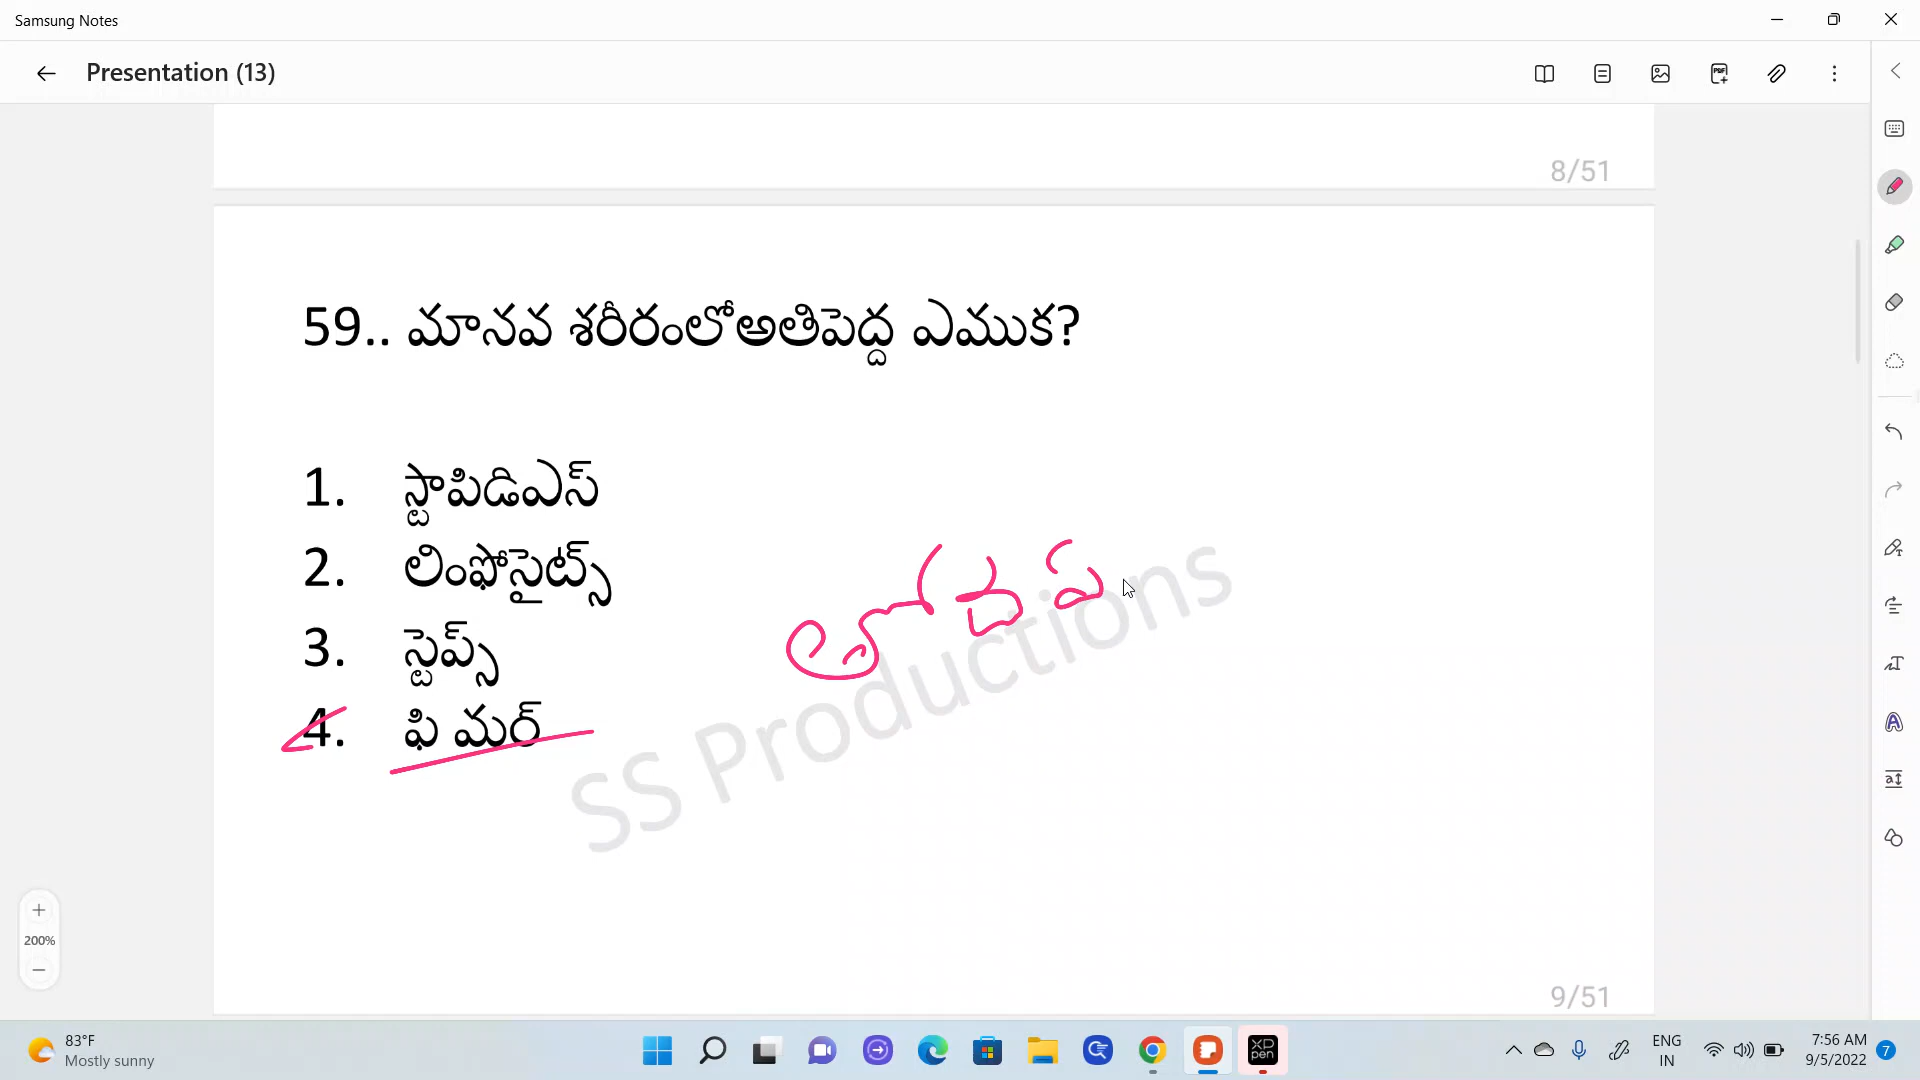 Samsung Notes
Presentation (13)
8/51
59.. మానవ శరీరంలోఅతిపెద్ద ఎముక?
1. స్టాపిడిఎస్
2. లింఫోసైట్స్
3. స్టెప్స్
4. ఫి మర్
SS Productions
9/51
200%
83°F
Mostly sunny
ENG
IN
7:56 AM
9/5/2022
7